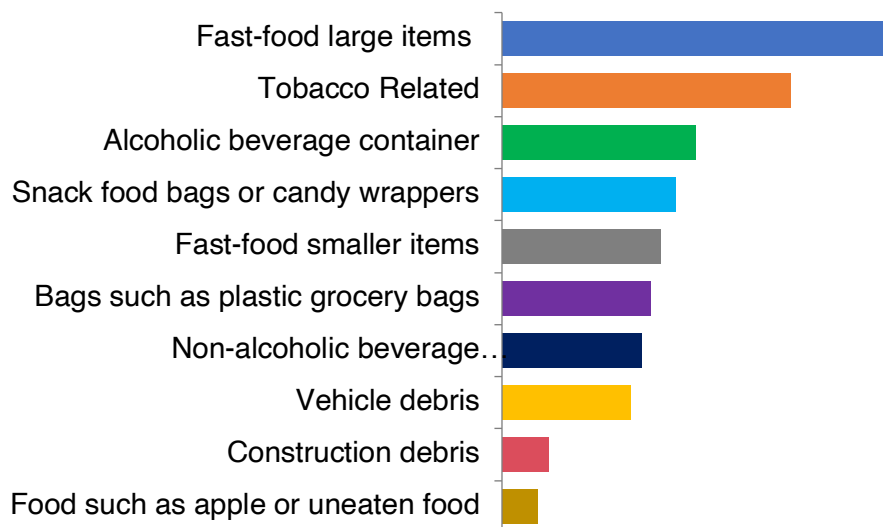 Fast-food large items
Tobacco Related
Alcoholic beverage container
Snack food bags or candy wrappers
Fast-food smaller items
Bags such as plastic grocery bags
Non-alcoholic beverage…
Vehicle debris
Construction debris
Food such as apple or uneaten food